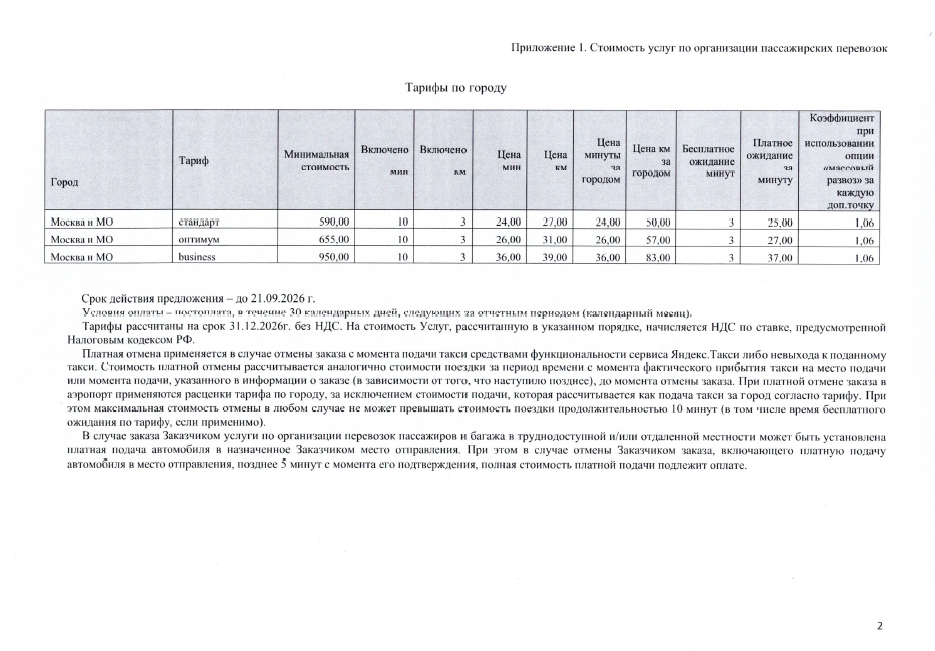 Приложение 1. Стоимость услуг по организации пассажирских перевозок
Тарифы по городу
Город Тариф Минимальная стоимость Включено мин Включено км Цена мин Цена км Цена минуты за городом Цена км за городом Бесплатное ожидание минут Платное ожидание за минуту Коэффициент при использовании опции «массовый развоз» за каждую доп.точку
Москва и МО стандарт 590,00 10 3 24,00 27,00 24,00 50,00 3 25,00 1,06
Москва и МО оптимум 655,00 10 3 26,00 31,00 26,00 57,00 3 27,00 1,06
Москва и МО business 950,00 10 3 36,00 39,00 36,00 83,00 3 37,00 1,06
Срок действия предложения – до 21.09.2026 г.
Условия оплаты – постоплата, в течение 30 календарных дней, следующих за отчетным периодом (календарный месяц).
Тарифы рассчитаны на срок 31.12.2026г. без НДС. На стоимость Услуг, рассчитанную в указанном порядке, начисляется НДС по ставке, предусмотренной
Налоговым кодексом РФ.
Платная отмена применяется в случае отмены заказа с момента подачи такси средствами функциональности сервиса Яндекс.Такси либо невыхода к поданному
такси. Стоимость платной отмены рассчитывается аналогично стоимости поездки за период времени с момента фактического прибытия такси на место подачи
или момента подачи, указанного в информации о заказе (в зависимости от того, что наступило позднее), до момента отмены заказа. При платной отмене заказа в
аэропорт применяются расценки тарифа по городу, за исключением стоимости подачи, которая рассчитывается как подача такси за город согласно тарифу. При
этом максимальная стоимость отмены в любом случае не может превышать стоимость поездки продолжительностью 10 минут (в том числе время бесплатного
ожидания по тарифу, если применимо).
В случае заказа Заказчиком услуги по организации перевозок пассажиров и багажа в труднодоступной и/или отдаленной местности может быть установлена
платная подача автомобиля в назначенное Заказчиком место отправления. При этом в случае отмены Заказчиком заказа, включающего платную подачу
автомобиля в место отправления, позднее 5 минут с момента его подтверждения, полная стоимость платной подачи подлежит оплате.
2